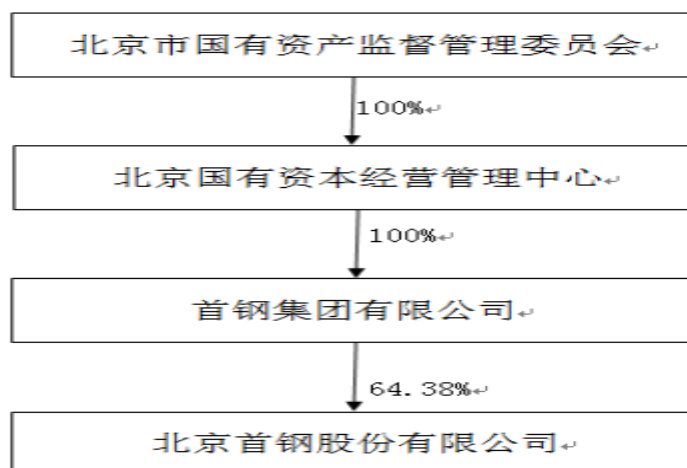 北京市国有资产监督管理委员会↵
100%↵
北京国有资本经营管理中心↵
100%↵
首钢集团有限公司↵
64.38%↵
北京首钢股份有限公司↵